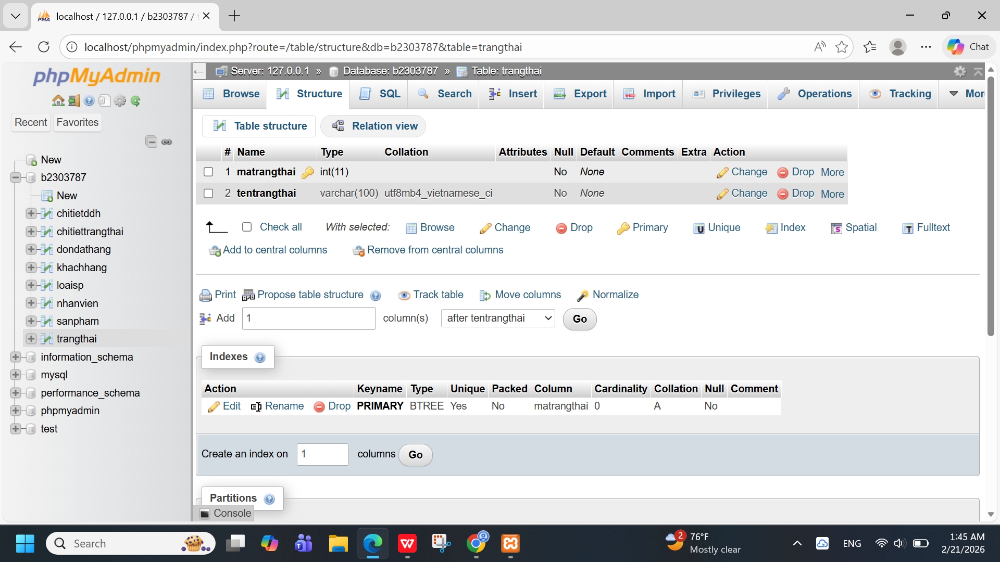 localhost / 127.0.0.1 / b2303787 /
localhost/phpmyadmin/index.php?route=/table/structure&db=b2303787&table=trangthai
Chat
phpMyAdmin
Recent Favorites
New
b2303787
New
chitietddh
chitiettrangthai
dondathang
khachhang
loaisp
nhanvien
sanpham
trangthai
information_schema
mysql
performance_schema
phpmyadmin
test
Server: 127.0.0.1 » Database: b2303787 » Table: trangthai
Browse Structure SQL Search Insert Export Import Privileges Operations Tracking Mor
Table structure Relation view
# Name Type Collation Attributes Null Default Comments Extra Action
1 matrangthai int(11) No None Change Drop More
2 tentrangthai varchar(100) utf8mb4_vietnamese_ci No None Change Drop More
Check all With selected: Browse Change Drop Primary Unique Index Spatial Fulltext
Add to central columns Remove from central columns
Print Propose table structure Track table Move columns Normalize
Add 1 column(s) after tentrangthai Go
Indexes
Action Keyname Type Unique Packed Column Cardinality Collation Null Comment
Edit Rename Drop PRIMARY BTREE Yes No matrangthai 0 A No
Create an index on 1 columns Go
Partitions
Console
Search
2
76°F
Mostly clear
ENG
1:45 AM
2/21/2026